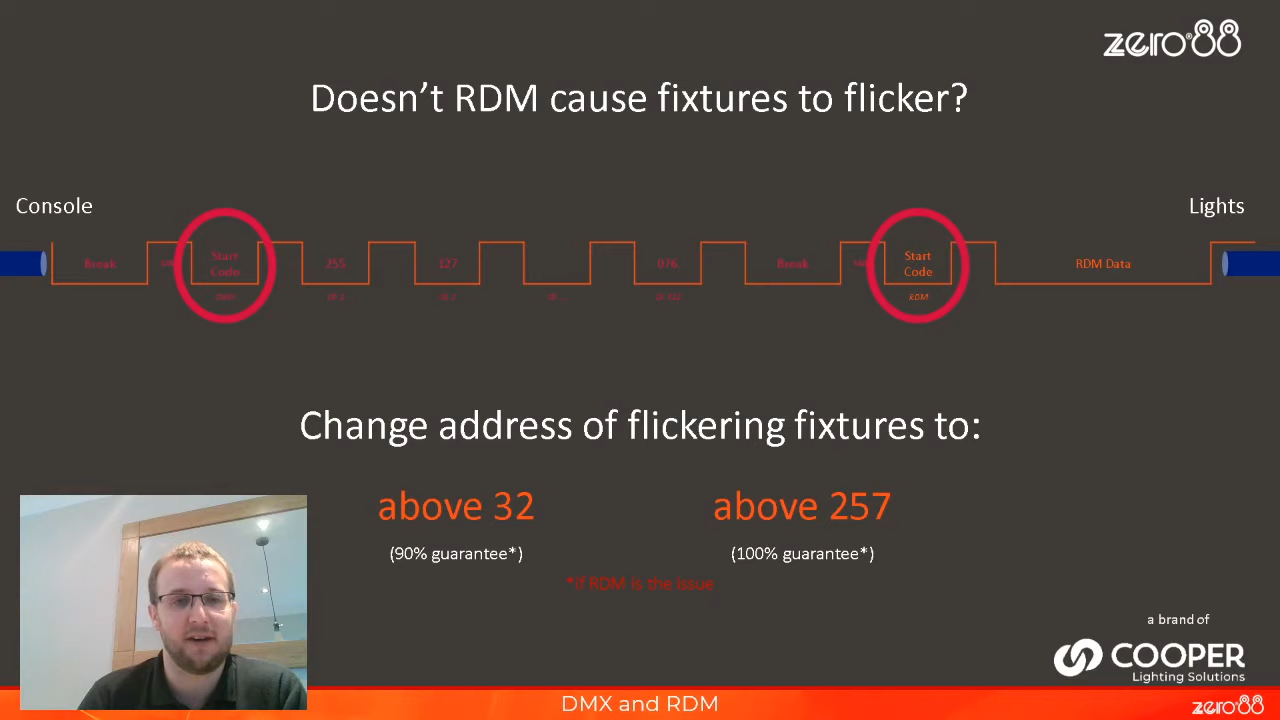 zero88
Doesn't RDM cause fixtures to flicker?
Console
Lights
Break
Start
Code
255
127
076
Break
Start
Code
RDM
RDM Data
Change address of flickering fixtures to:
above 32
above 257
(90% guarantee*)
(100% guarantee*)
*if RDM is the issue
a brand of
COOPER
Lighting Solutions
DMX and RDM
zero88